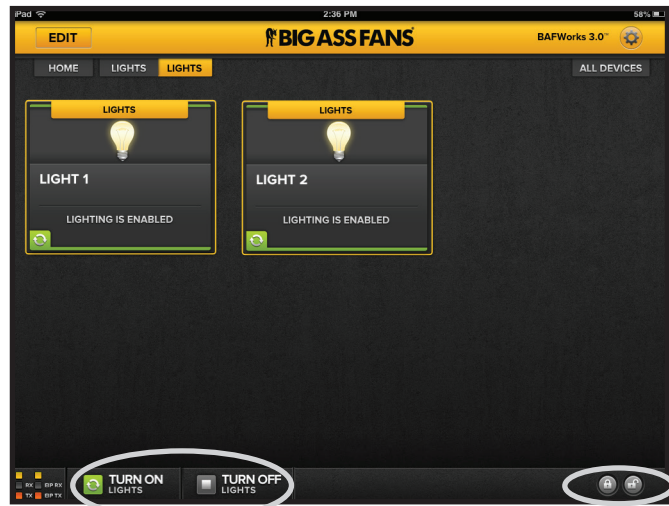 iPad 2:36 PM 58%
EDIT BIG ASS FANS BAFWorks 3.0™
HOME LIGHTS LIGHTS ALL DEVICES
LIGHTS LIGHTS
LIGHT 1 LIGHT 2
LIGHTING IS ENABLED LIGHTING IS ENABLED
TURN ON TURN OFF
LIGHTS LIGHTS
RX EIP RX
TX EIP TX